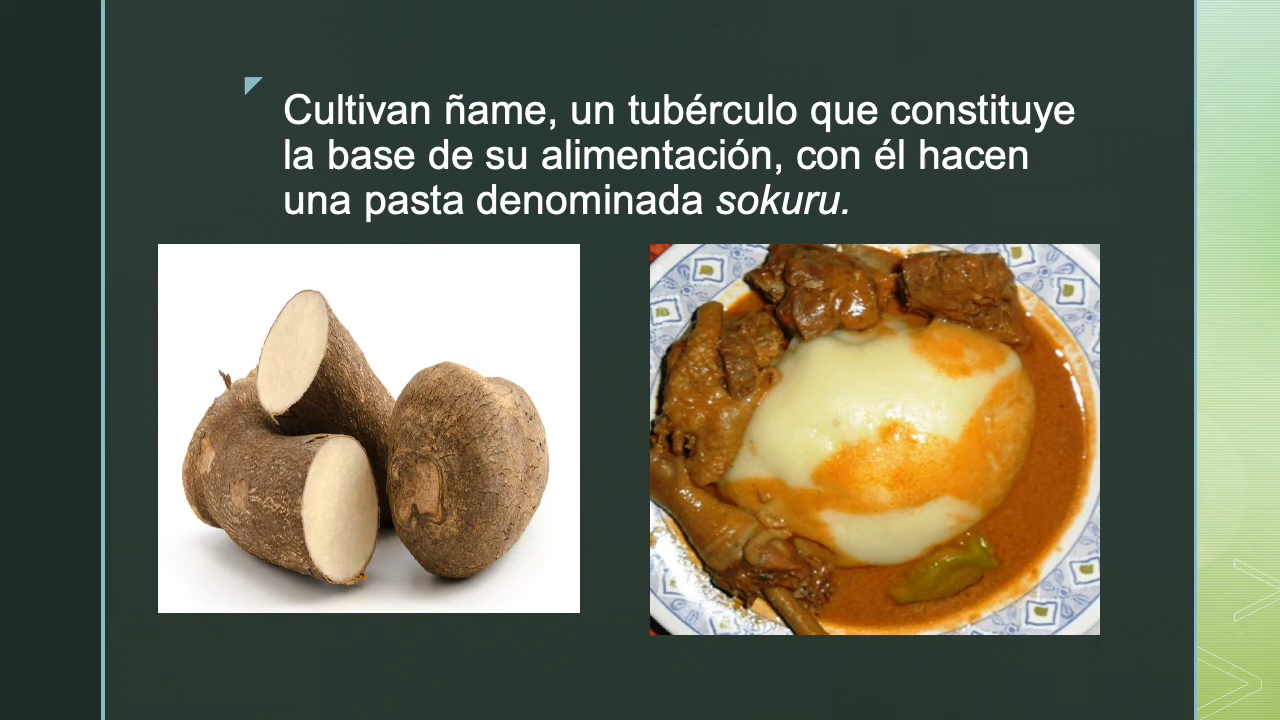 Cultivan ñame, un tubérculo que constituye
la base de su alimentación, con él hacen
una pasta denominada sokuru.